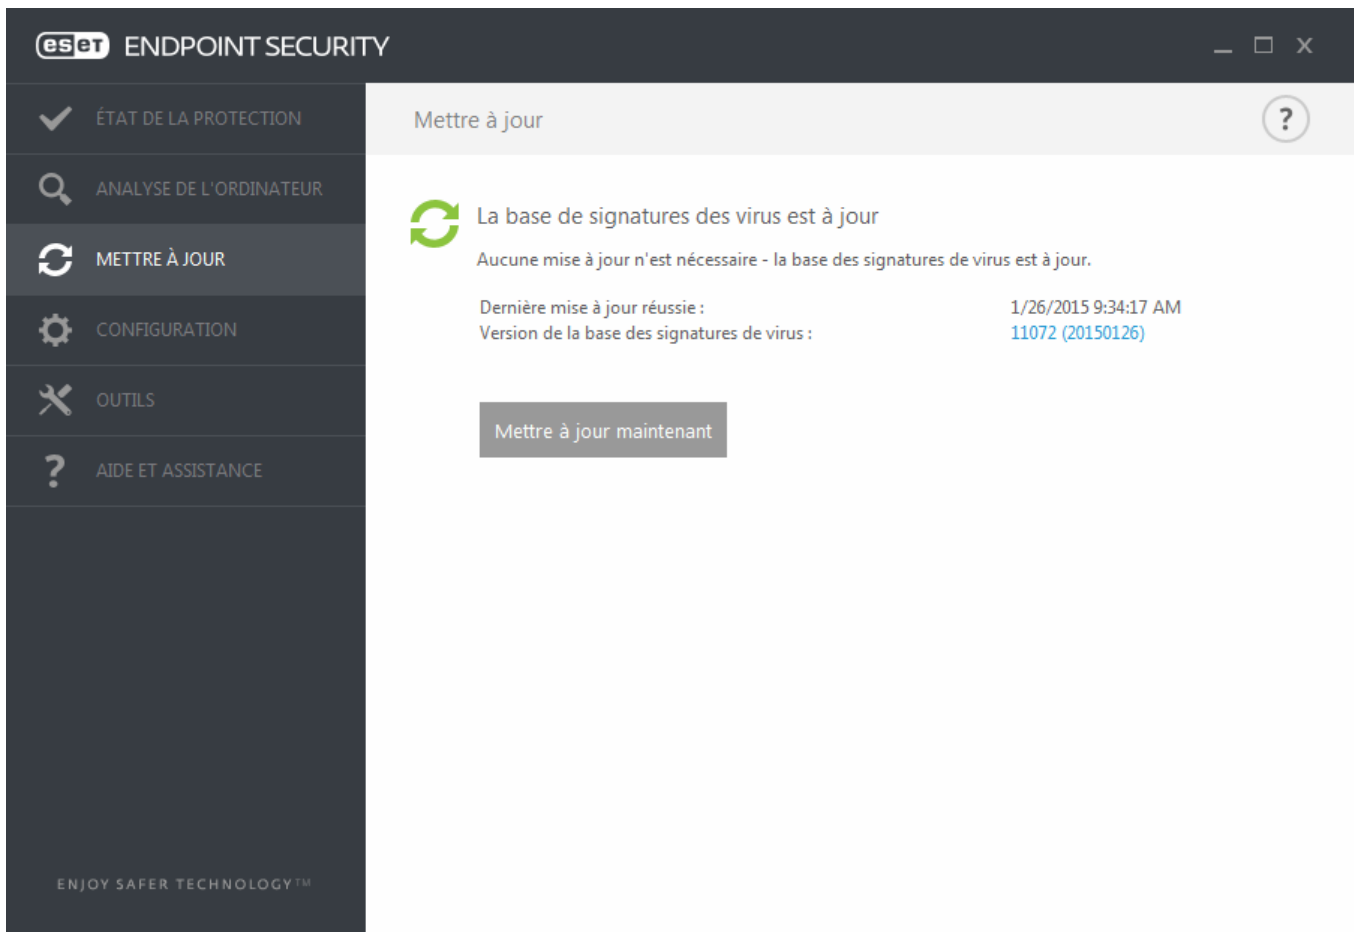 eset ENDPOINT SECURITY
ÉTAT DE LA PROTECTION
ANALYSE DE L'ORDINATEUR
METTRE À JOUR
CONFIGURATION
OUTILS
? AIDE ET ASSISTANCE
ENJOY SAFER TECHNOLOGY™
Mettre à jour ?
La base de signatures des virus est à jour
Aucune mise à jour n'est nécessaire - la base des signatures de virus est à jour.
Dernière mise à jour réussie : 1/26/2015 9:34:17 AM
Version de la base des signatures de virus : 11072 (20150126)
Mettre à jour maintenant